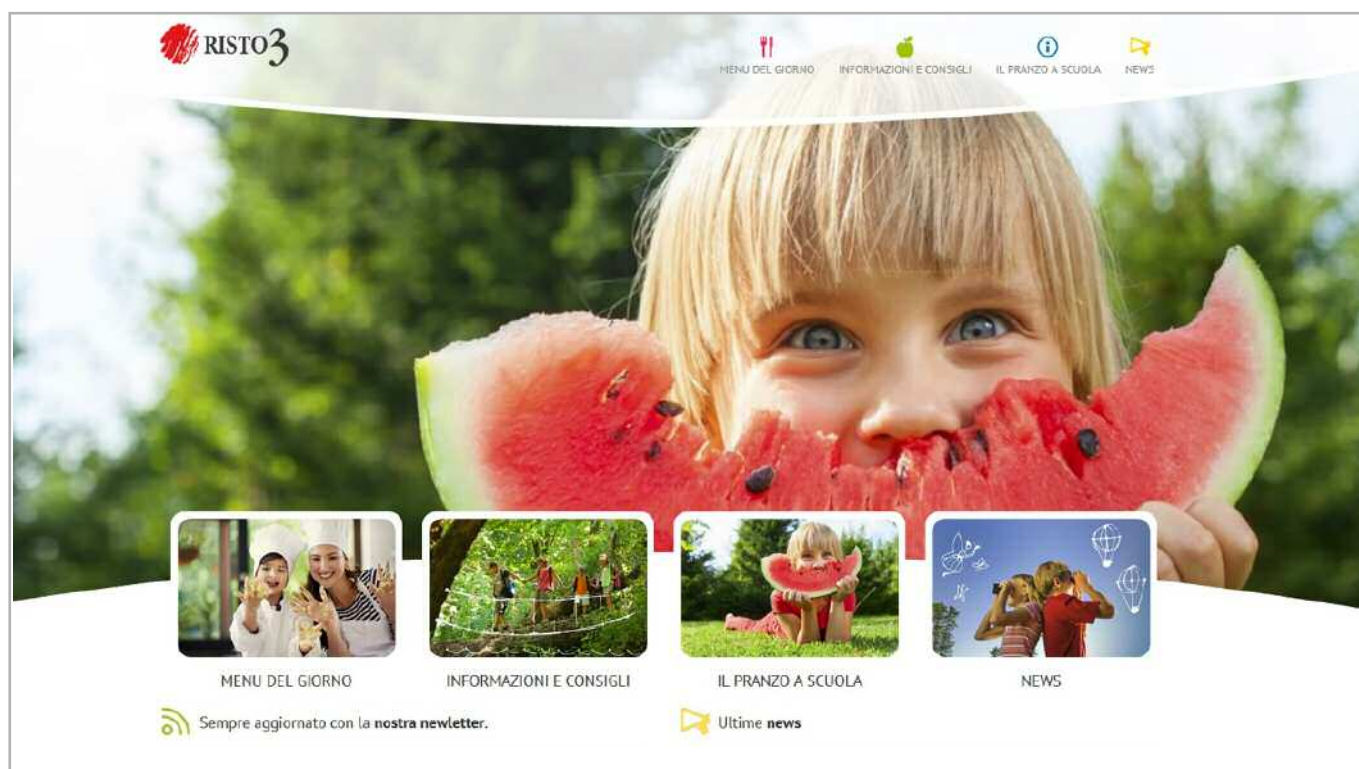 RISTO3
MENU DEL GIORNO
INFORMAZIONI E CONSIGLI
IL PRANZO A SCUOLA
NEWS
MENU DEL GIORNO
INFORMAZIONI E CONSIGLI
IL PRANZO A SCUOLA
NEWS
Sempre aggiornato con la nostra newletter.
Ultime news